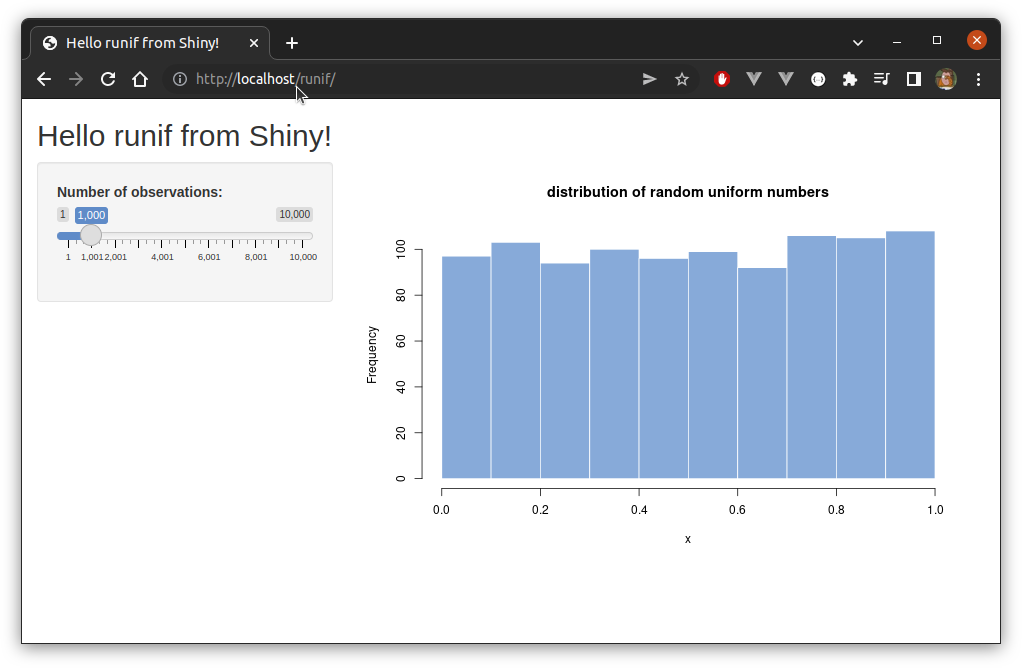 Hello runif from Shiny!
http://localhost/runif/
Hello runif from Shiny!
Number of observations:
1 1,000 10,000
1 1,001 2,001 4,001 6,001 8,001 10,000
distribution of random uniform numbers
Frequency
100
80
60
40
20
0
0.0 0.2 0.4 0.6 0.8 1.0
x